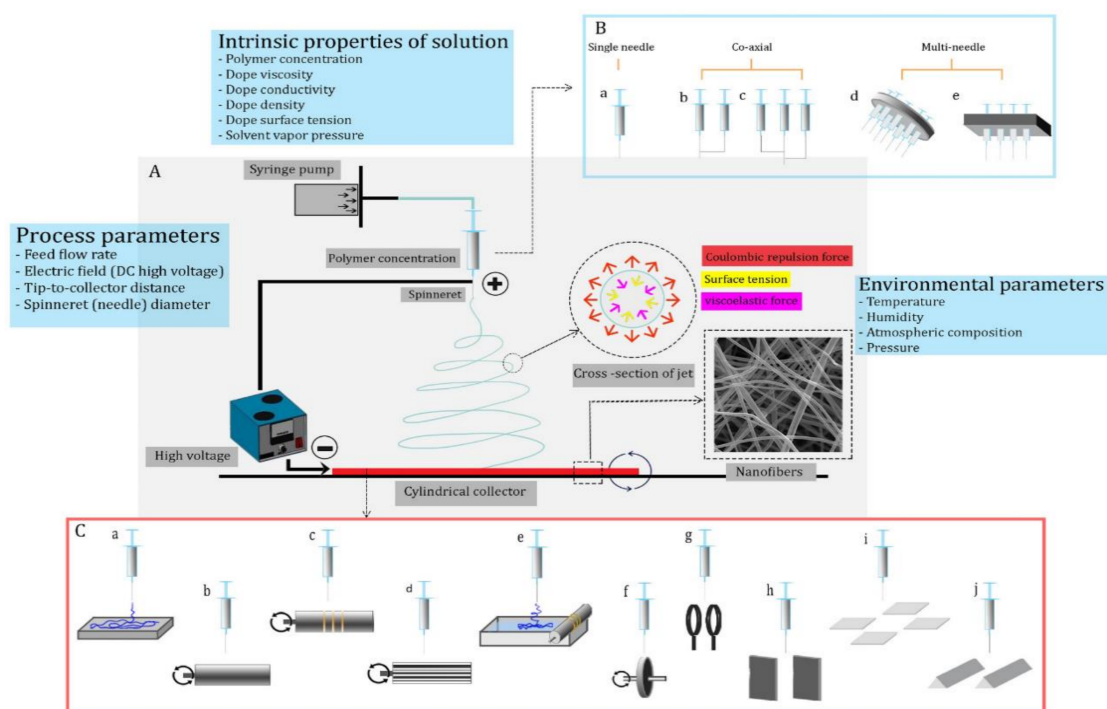 Intrinsic properties of solution
- Polymer concentration
- Dope viscosity
- Dope conductivity
- Dope density
- Dope surface tension
- Solvent vapor pressure
B
Single needle
Co-axial
Multi-needle
a
b
c
d
e
A
Syringe pump
Process parameters
- Feed flow rate
- Electric field (DC high voltage)
- Tip-to-collector distance
- Spinneret (needle) diameter
Polymer concentration
+
Spinneret
Coulombic repulsion force
Surface tension
viscoelastic force
Environmental parameters
- Temperature
- Humidity
- Atmospheric composition
- Pressure
Cross -section of jet
High voltage
−
Cylindrical collector
Nanofibers
C
a
b
c
d
e
f
g
h
i
j